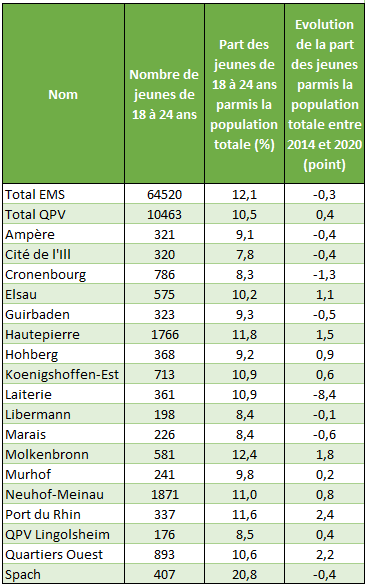 Nom
Nombre de
jeunes de
18 à 24 ans
Part des
jeunes de
18 à 24 ans
parmis la
population
totale (%)
Evolution
de la part
des jeunes
parmis la
population
totale entre
2014 et 2020
(point)
Total EMS 64520 12,1 -0,3
Total QPV 10463 10,5 0,4
Ampère 321 9,1 -0,4
Cité de l'Ill 320 7,8 -0,4
Cronenbourg 786 8,3 -1,3
Elsau 575 10,2 1,1
Guirbaden 323 9,3 -0,5
Hautepierre 1766 11,8 1,5
Hohberg 368 9,2 0,9
Koenigshoffen-Est 713 10,9 0,6
Laiterie 361 10,9 -8,4
Libermann 198 8,4 -0,1
Marais 226 8,4 -0,6
Molkenbronn 581 12,4 1,8
Murhof 241 9,8 0,2
Neuhof-Meinau 1871 11,0 0,8
Port du Rhin 337 11,6 2,4
QPV Lingolsheim 176 8,5 0,4
Quartiers Ouest 893 10,6 2,2
Spach 407 20,8 -0,4